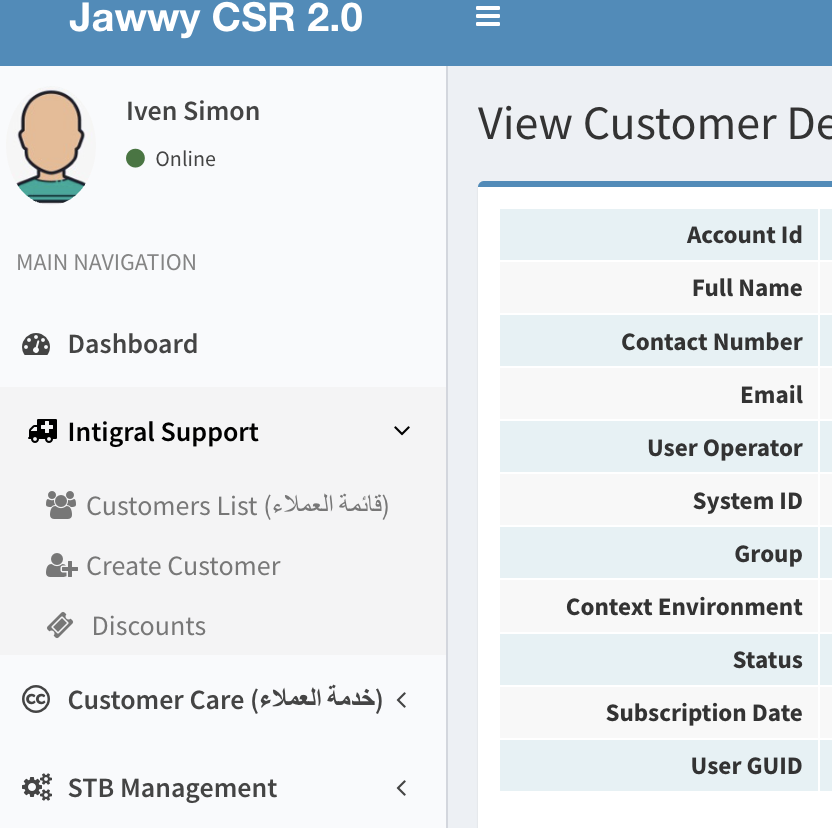 Jawwy CSR 2.0
Iven Simon
Online
MAIN NAVIGATION
Dashboard
Intigral Support
Customers List (قائمة العملاء)
Create Customer
Discounts
Customer Care (خدمة العملاء)
STB Management
View Customer De
Account Id
Full Name
Contact Number
Email
User Operator
System ID
Group
Context Environment
Status
Subscription Date
User GUID